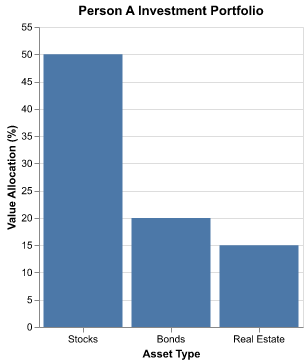 Person A Investment Portfolio
55
50
45
40
35
30
25
20
15
10
5
0
Value Allocation (%)
Stocks
Bonds
Real Estate
Asset Type